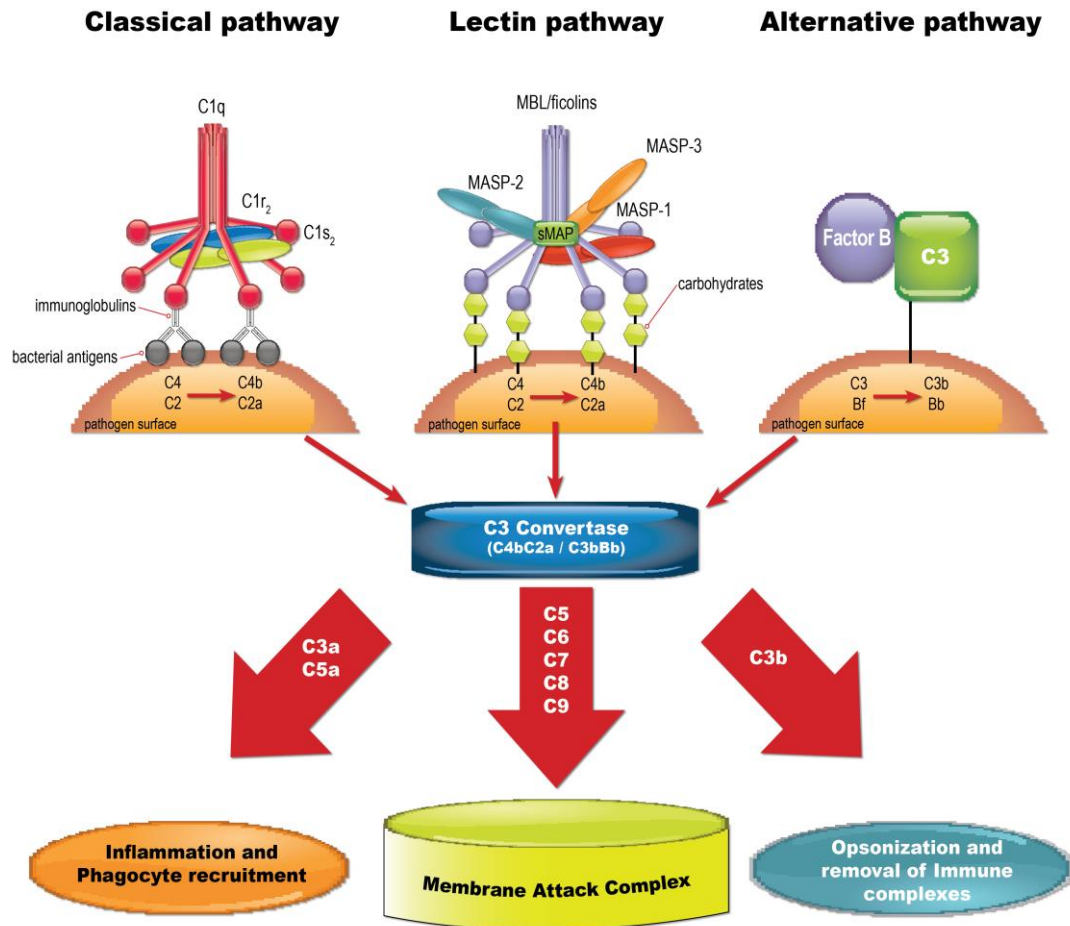 Classical pathway
Lectin pathway
Alternative pathway
C1q
C1r₂
C1s₂
immunoglobulins
bacterial antigens
C4 C4b
C2 C2a
pathogen surface
MBL/ficolins
MASP-3
MASP-2
MASP-1
sMAP
carbohydrates
C4 C4b
C2 C2a
pathogen surface
Factor B
C3
C3 C3b
Bf Bb
pathogen surface
C3 Convertase
(C4bC2a / C3bBb)
C3a
C5a
C5
C6
C7
C8
C9
C3b
Inflammation and
Phagocyte recruitment
Membrane Attack Complex
Opsonization and
removal of Immune
complexes